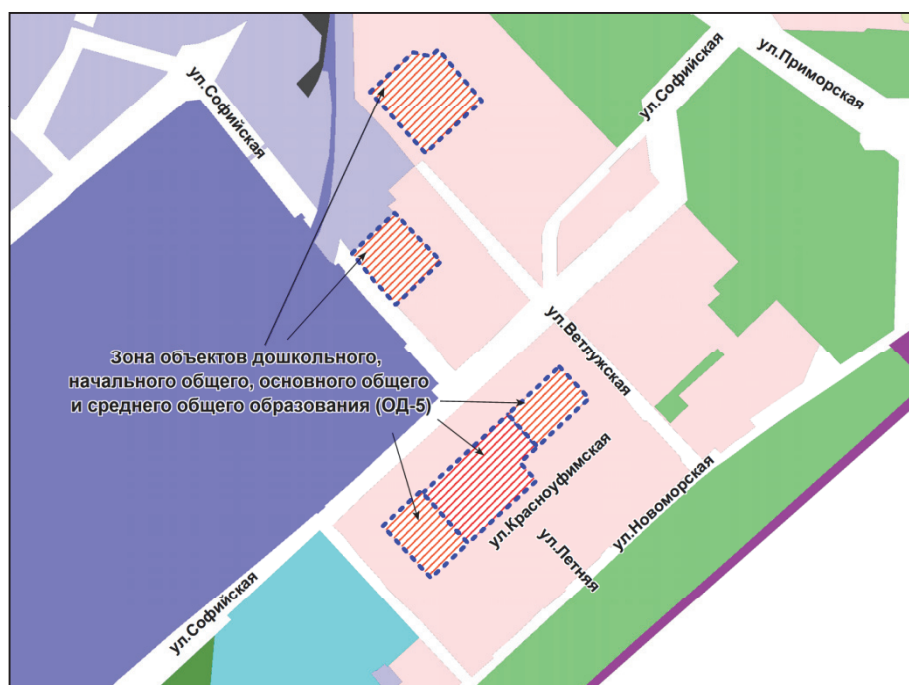 ул.Софийская
ул.Приморская
ул.Софийская
ул.Ветлужская
Зона объектов дошкольного,
начального общего, основного общего
и среднего общего образования (ОД-5)
ул.Красноуфимская
ул.Новоморская
ул.Летняя
ул.Софийская